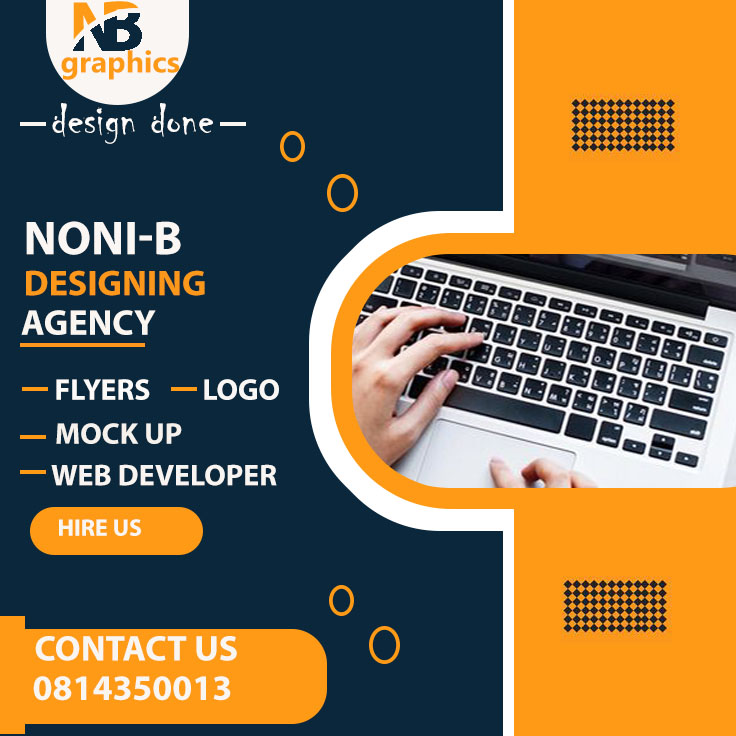 NB
graphics
design done
NONI-B
DESIGNING
AGENCY
FLYERS LOGO
MOCK UP
WEB DEVELOPER
HIRE US
CONTACT US
0814350013